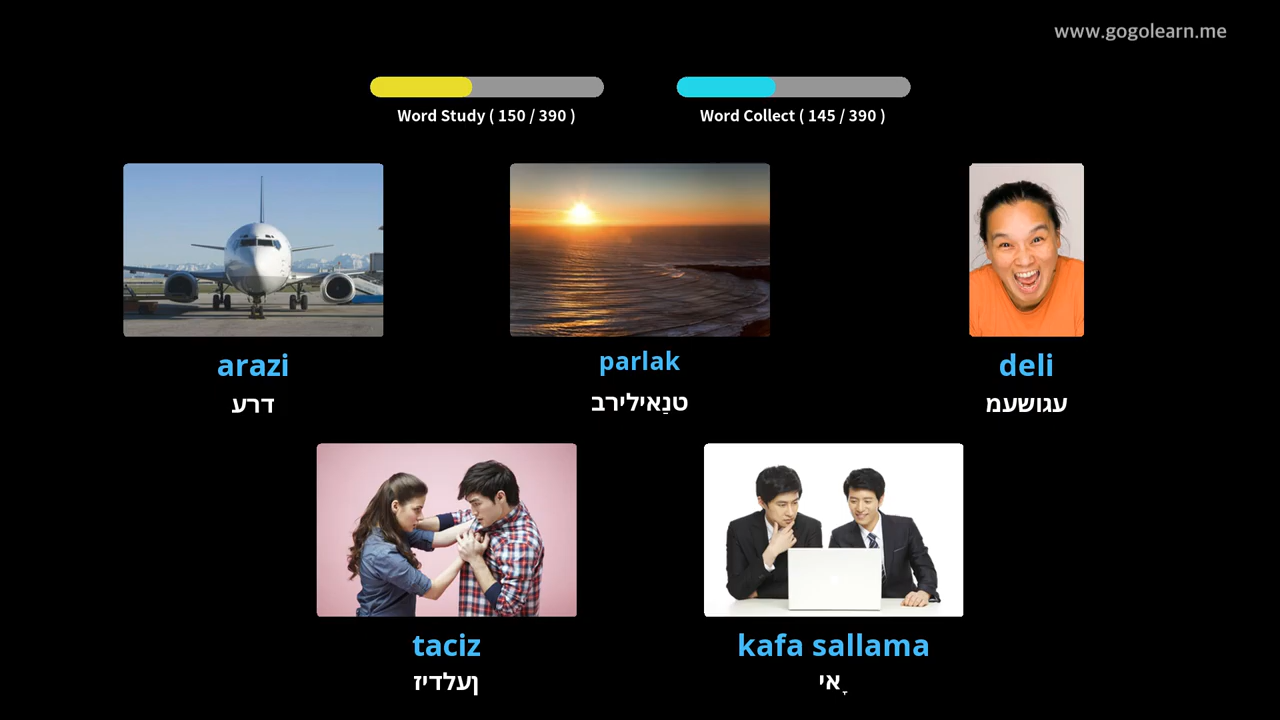 www.gogolearn.me
Word Study ( 150 / 390 )
Word Collect ( 145 / 390 )
arazi
דרע
parlak
טנַאילירב
deli
עגושעמ
taciz
ןעלדיז
kafa sallama
ָאי